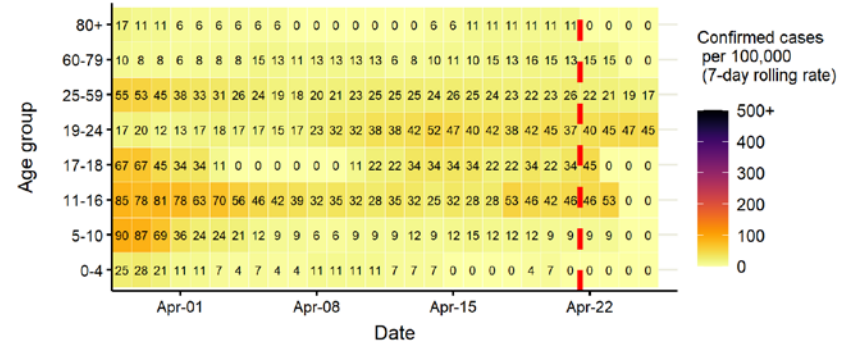 80+ 17 11 11 6 6 6 6 6 6 0 0 0 0 0 0 0 6 6 11 11 11 11 11 11 0 0 0 0
60-79 10 8 8 6 8 8 8 15 13 11 13 13 13 13 6 8 10 11 10 15 13 16 15 13 15 15 0 0
25-59 55 53 45 38 33 31 26 24 19 18 20 21 23 25 25 25 24 26 25 24 23 22 23 26 22 21 19 17
19-24 17 20 12 13 17 18 17 17 15 17 23 32 32 38 38 42 52 47 40 42 38 42 45 37 40 45 47 45
17-18 67 67 45 34 34 11 0 0 0 0 0 0 11 22 22 34 34 34 34 22 22 34 22 34 45 0 0 0
11-16 85 78 81 78 63 70 56 46 42 39 32 35 32 28 35 32 25 32 28 28 53 46 42 46 46 53 0 0
5-10 90 87 69 36 24 24 21 12 9 9 6 6 9 9 9 12 9 12 15 12 12 12 9 9 9 9 0 0
0-4 25 28 21 11 11 7 4 7 4 4 11 11 11 11 7 7 7 0 0 0 0 4 7 0 0 0 0 0
Age group
Apr-01 Apr-08 Apr-15 Apr-22
Date
Confirmed cases
per 100,000
(7-day rolling rate)
500+
400
300
200
100
0